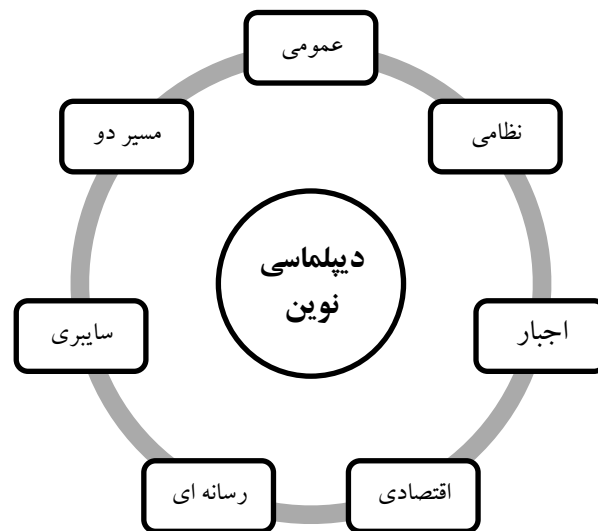 عمومی
نظامی
مسیر دو
دیپلماسی
نوین
اجبار
سایبری
اقتصادی
رسانه ای